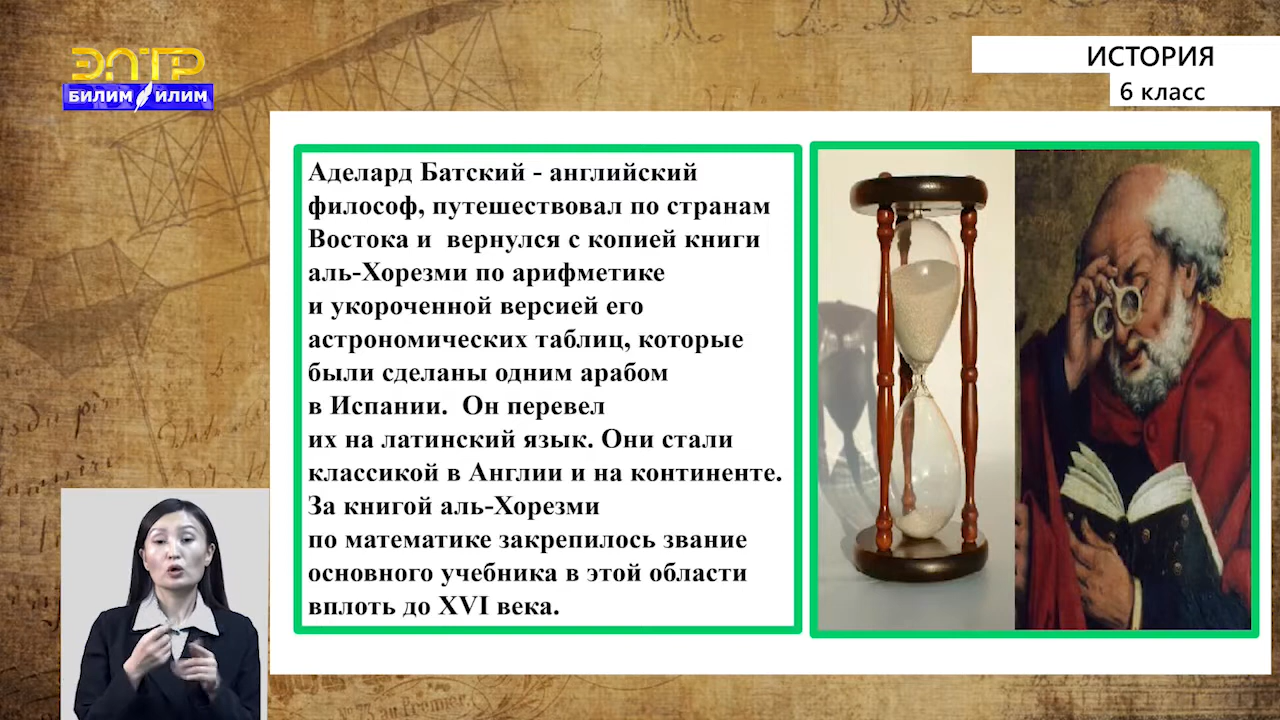 ЭЛТР
БИЛИМ ИЛИМ
ИСТОРИЯ
6 класс
Аделард Батский - английский
философ, путешествовал по странам
Востока и вернулся с копией книги
аль-Хорезми по арифметике
и укороченной версией его
астрономических таблиц, которые
были сделаны одним арабом
в Испании. Он перевел
их на латинский язык. Они стали
классикой в Англии и на континенте.
За книгой аль-Хорезми
по математике закрепилось звание
основного учебника в этой области
вплоть до XVI века.